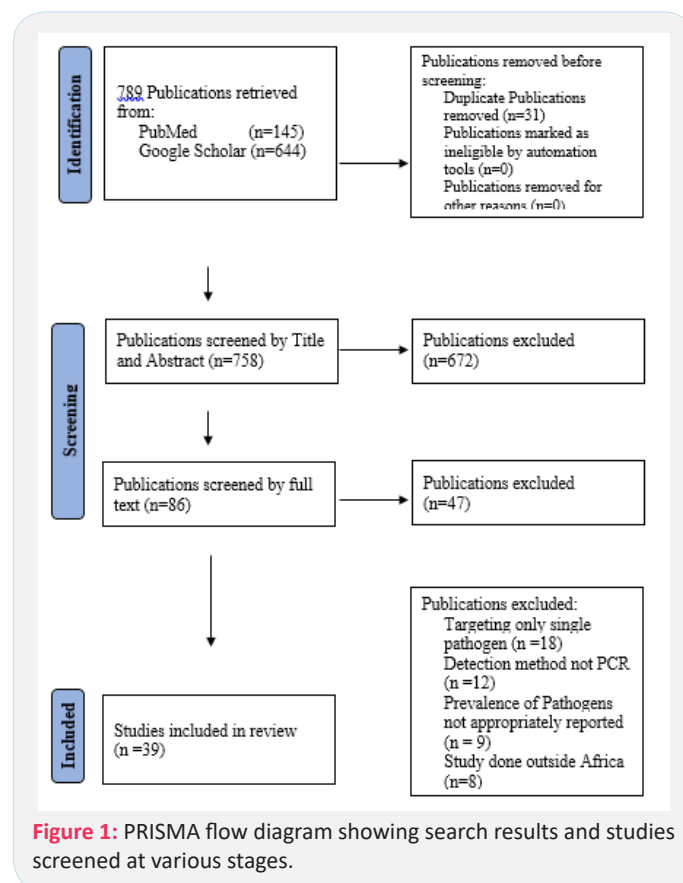 Identification
789 Publications retrieved
from:
PubMed (n=145)
Google Scholar (n=644)
Publications removed before
screening:
Duplicate Publications
removed (n=31)
Publications marked as
ineligible by automation
tools (n=0)
Publications removed for
other reasons (n=0)
Screening
Publications screened by Title
and Abstract (n=758)
Publications excluded
(n=672)
Publications screened by full
text (n=86)
Publications excluded
(n=47)
Included
Studies included in review
(n =39)
Publications excluded:
Targeting only single
pathogen (n =18)
Detection method not PCR
(n =12)
Prevalence of Pathogens
not appropriately reported
(n = 9)
Study done outside Africa
(n=8)
Figure 1: PRISMA flow diagram showing search results and studies
screened at various stages.